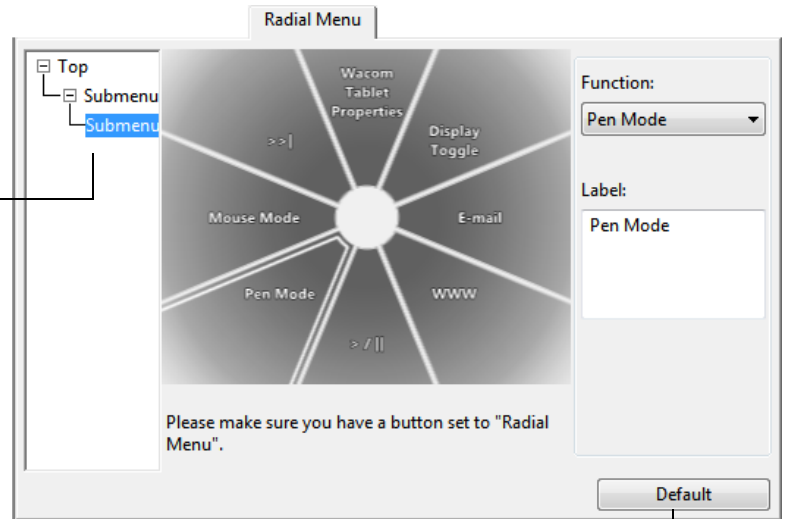 Radial Menu
Top
Submenu
Submenu
Wacom
Tablet
Properties
Display
Toggle
>>|
Mouse Mode
E-mail
Pen Mode
WWW
> / ||
Function:
Pen Mode
Label:
Pen Mode
Please make sure you have a button set to "Radial
Menu".
Default